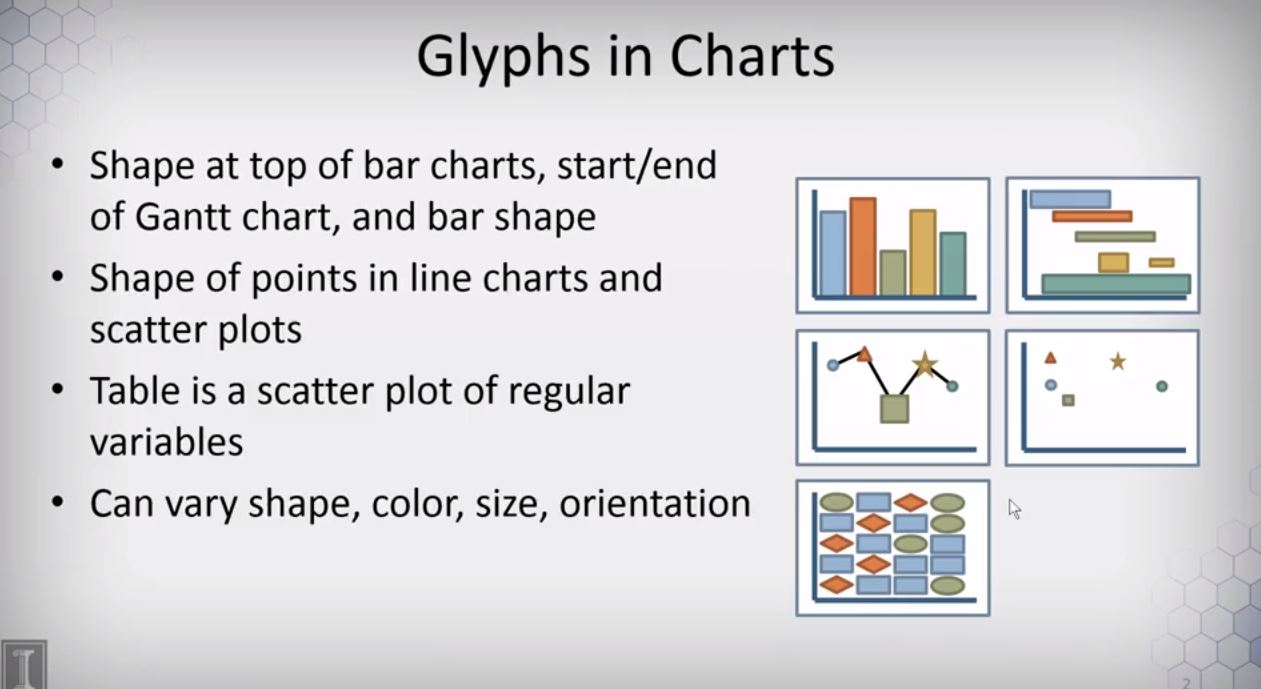 Glyphs in Charts
• Shape at top of bar charts, start/end
of Gantt chart, and bar shape
• Shape of points in line charts and
scatter plots
• Table is a scatter plot of regular
variables
• Can vary shape, color, size, orientation
I
2